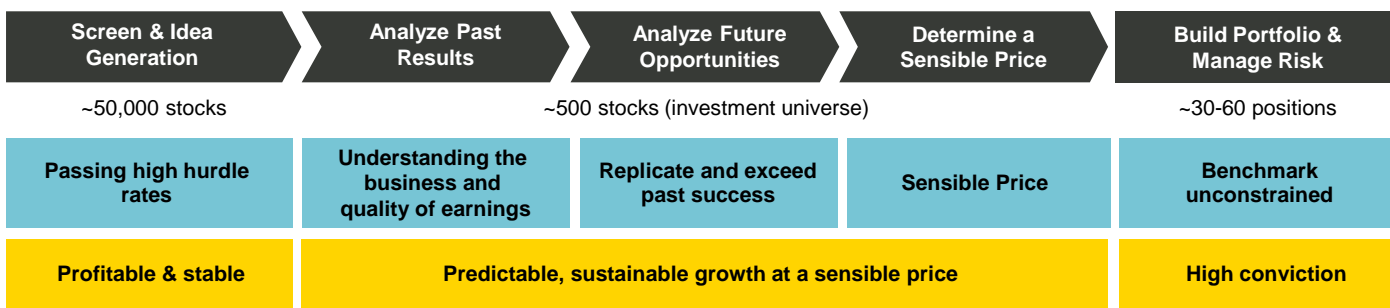 Screen & Idea
Generation
Analyze Past
Results
Analyze Future
Opportunities
Determine a
Sensible Price
Build Portfolio &
Manage Risk
~50,000 stocks
~500 stocks (investment universe)
~30-60 positions
Passing high hurdle
rates
Understanding the
business and
quality of earnings
Replicate and exceed
past success
Sensible Price
Benchmark
unconstrained
Profitable & stable
Predictable, sustainable growth at a sensible price
High conviction